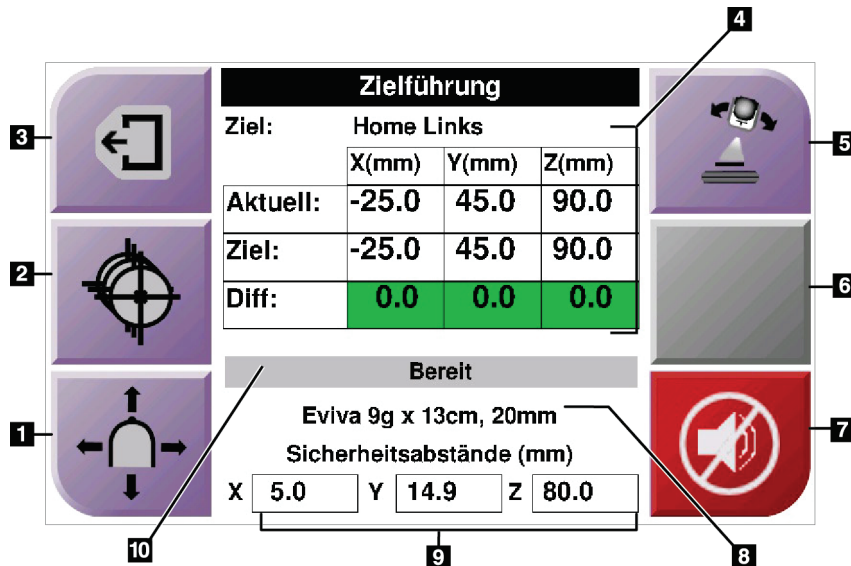 4
Zielführung
3
Ziel: Home Links
5
X(mm) Y(mm) Z(mm)
Aktuell: -25.0 45.0 90.0
Ziel: -25.0 45.0 90.0
2
6
Diff: 0.0 0.0 0.0
Bereit
1
Eviva 9g x 13cm, 20mm
7
Sicherheitsabstände (mm)
X 5.0 Y 14.9 Z 80.0
10
9
8